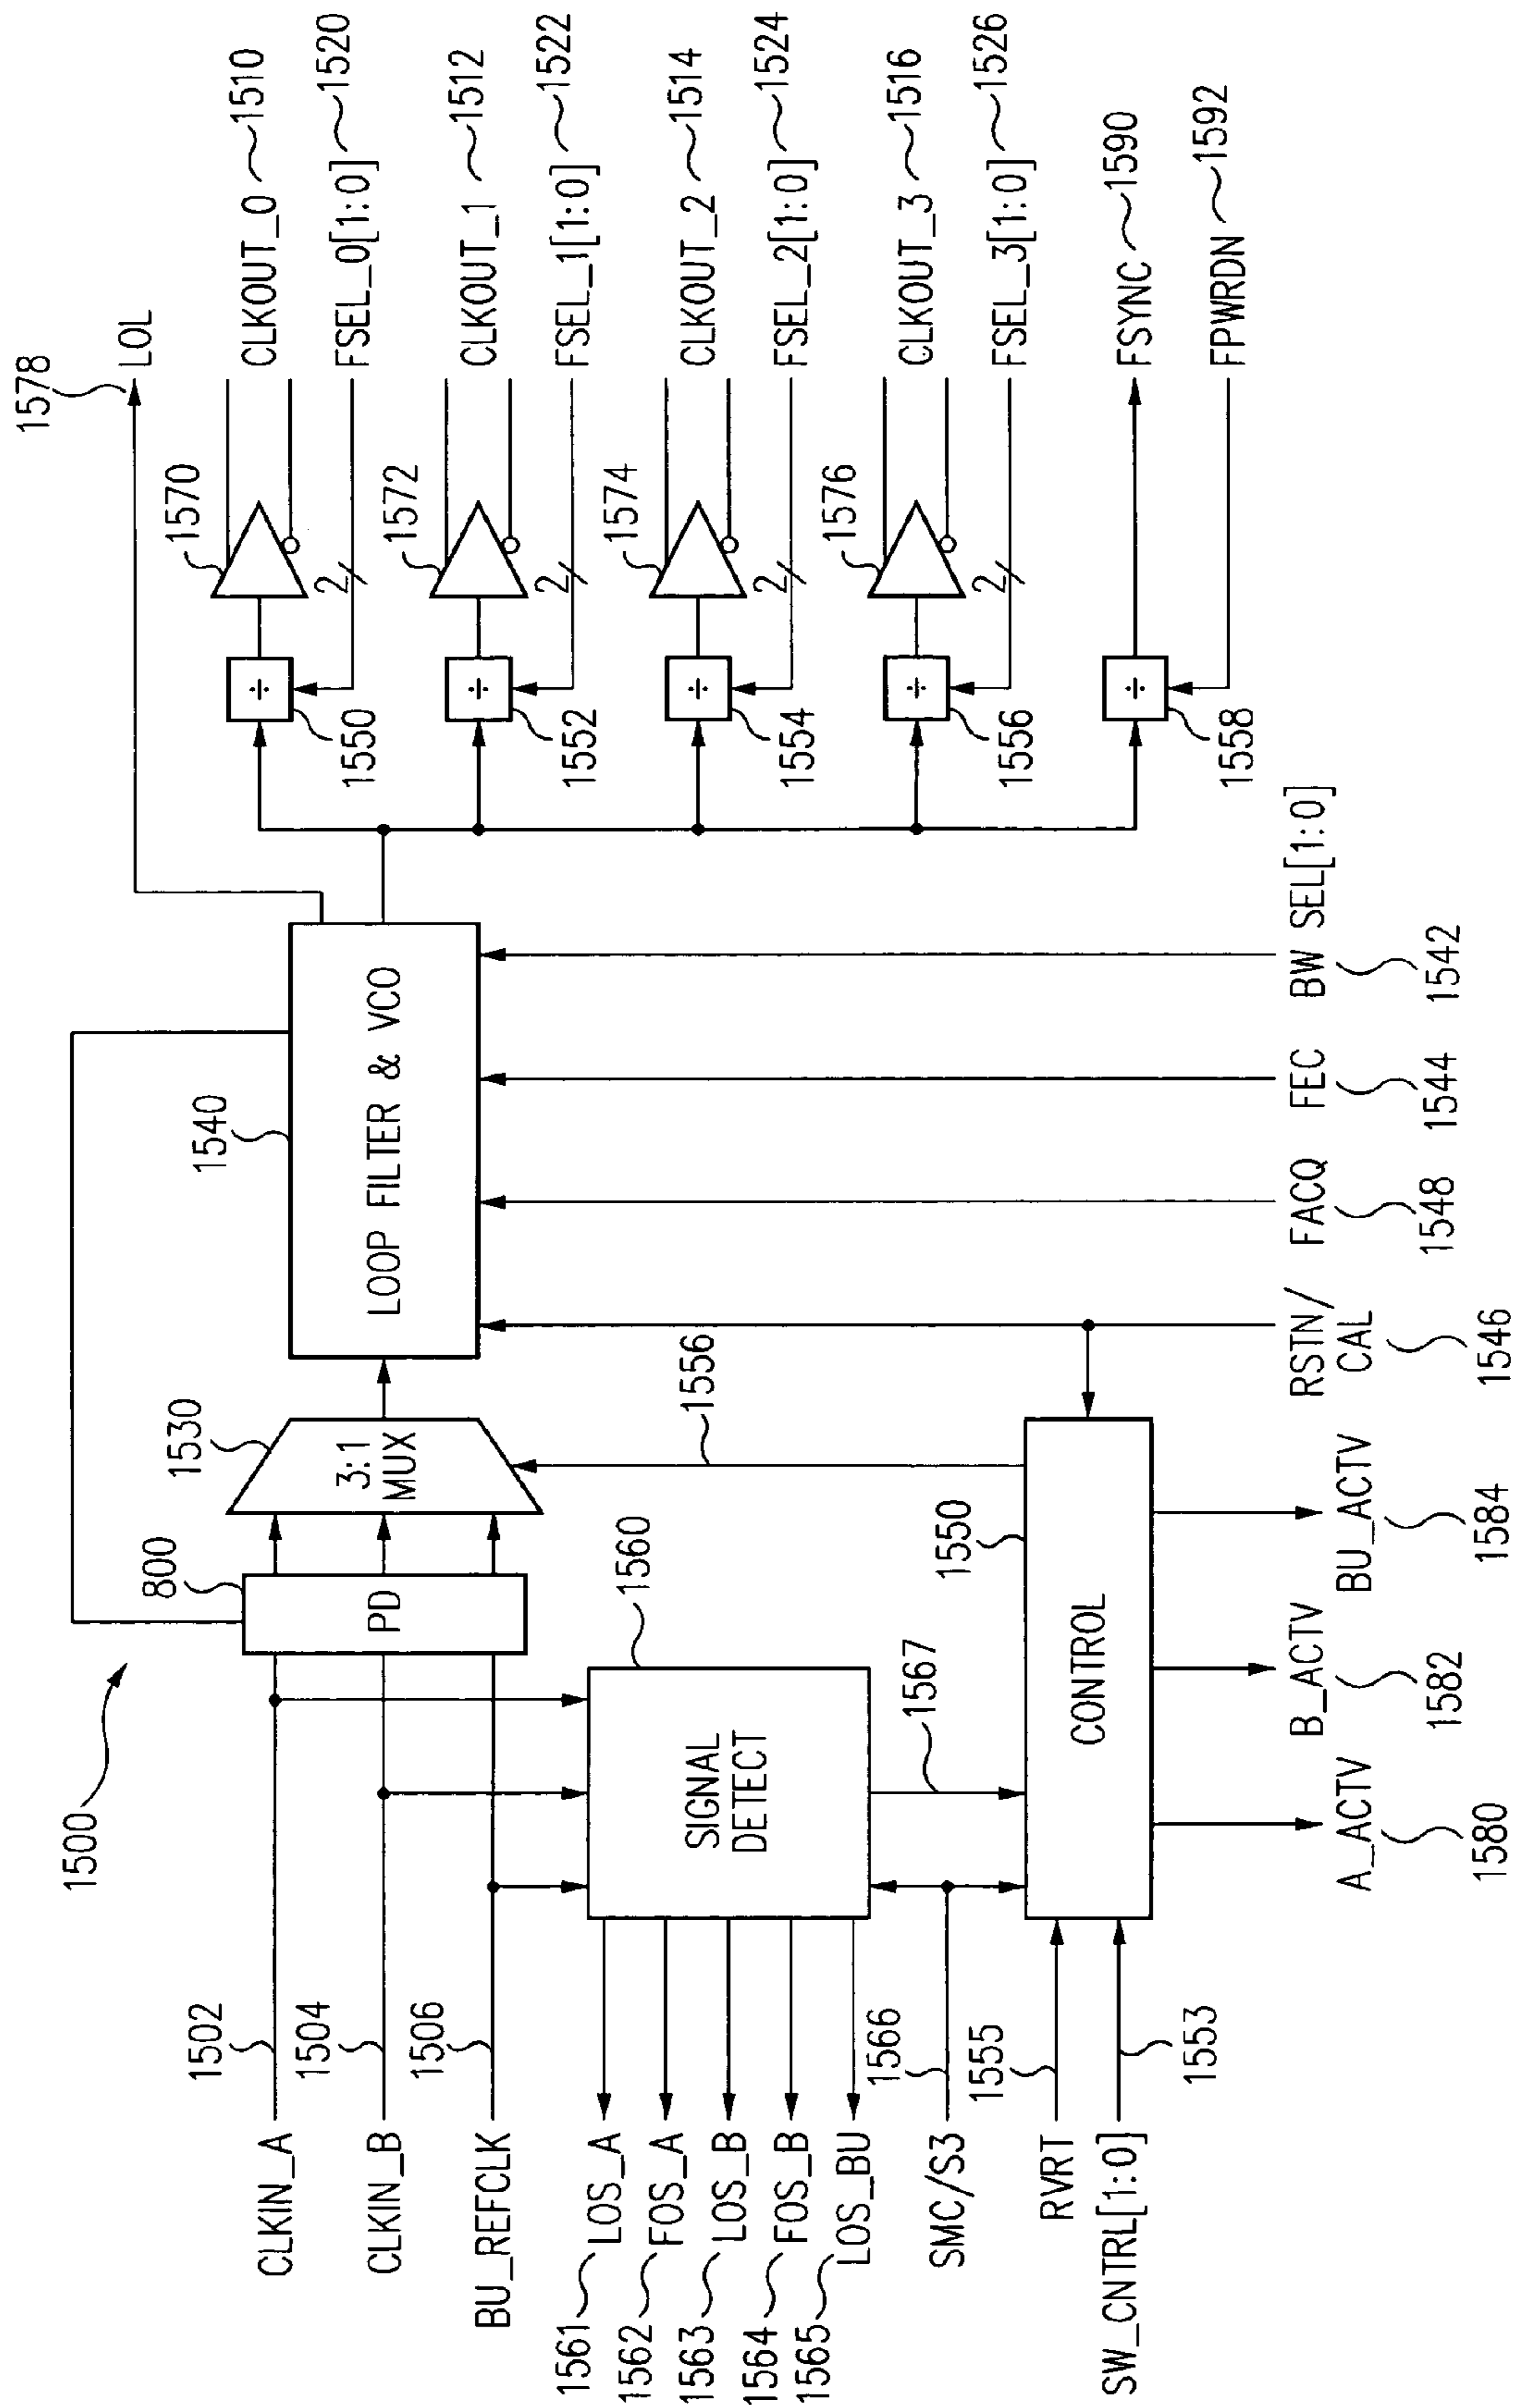 1500
CLKIN_A
1502
CLKIN_B
1504
BU_REFCLK
1506
800
PD
1530
3:1
MUX
1540
LOOP FILTER & VCO
1578
LOL
1570
CLKOUT_0
1510
÷
1550
2
FSEL_0[1:0]
1520
1572
CLKOUT_1
1512
÷
1552
2
FSEL_1[1:0]
1522
1574
CLKOUT_2
1514
÷
1554
2
FSEL_2[1:0]
1524
1576
CLKOUT_3
1516
÷
1556
2
FSEL_3[1:0]
1526
÷
1558
FSYNC
1590
FPWRDN
1592
1561
LOS_A
1562
FOS_A
1563
LOS_B
1564
FOS_B
1565
LOS_BU
1560
SIGNAL
DETECT
1567
1556
SMC/S3
1566
RVRT
1555
SW_CNTRL[1:0]
1553
1550
CONTROL
A_ACTV
1580
B_ACTV
1582
BU_ACTV
1584
RSTN/
CAL
1546
FACQ
1548
FEC
1544
BW SEL[1:0]
1542